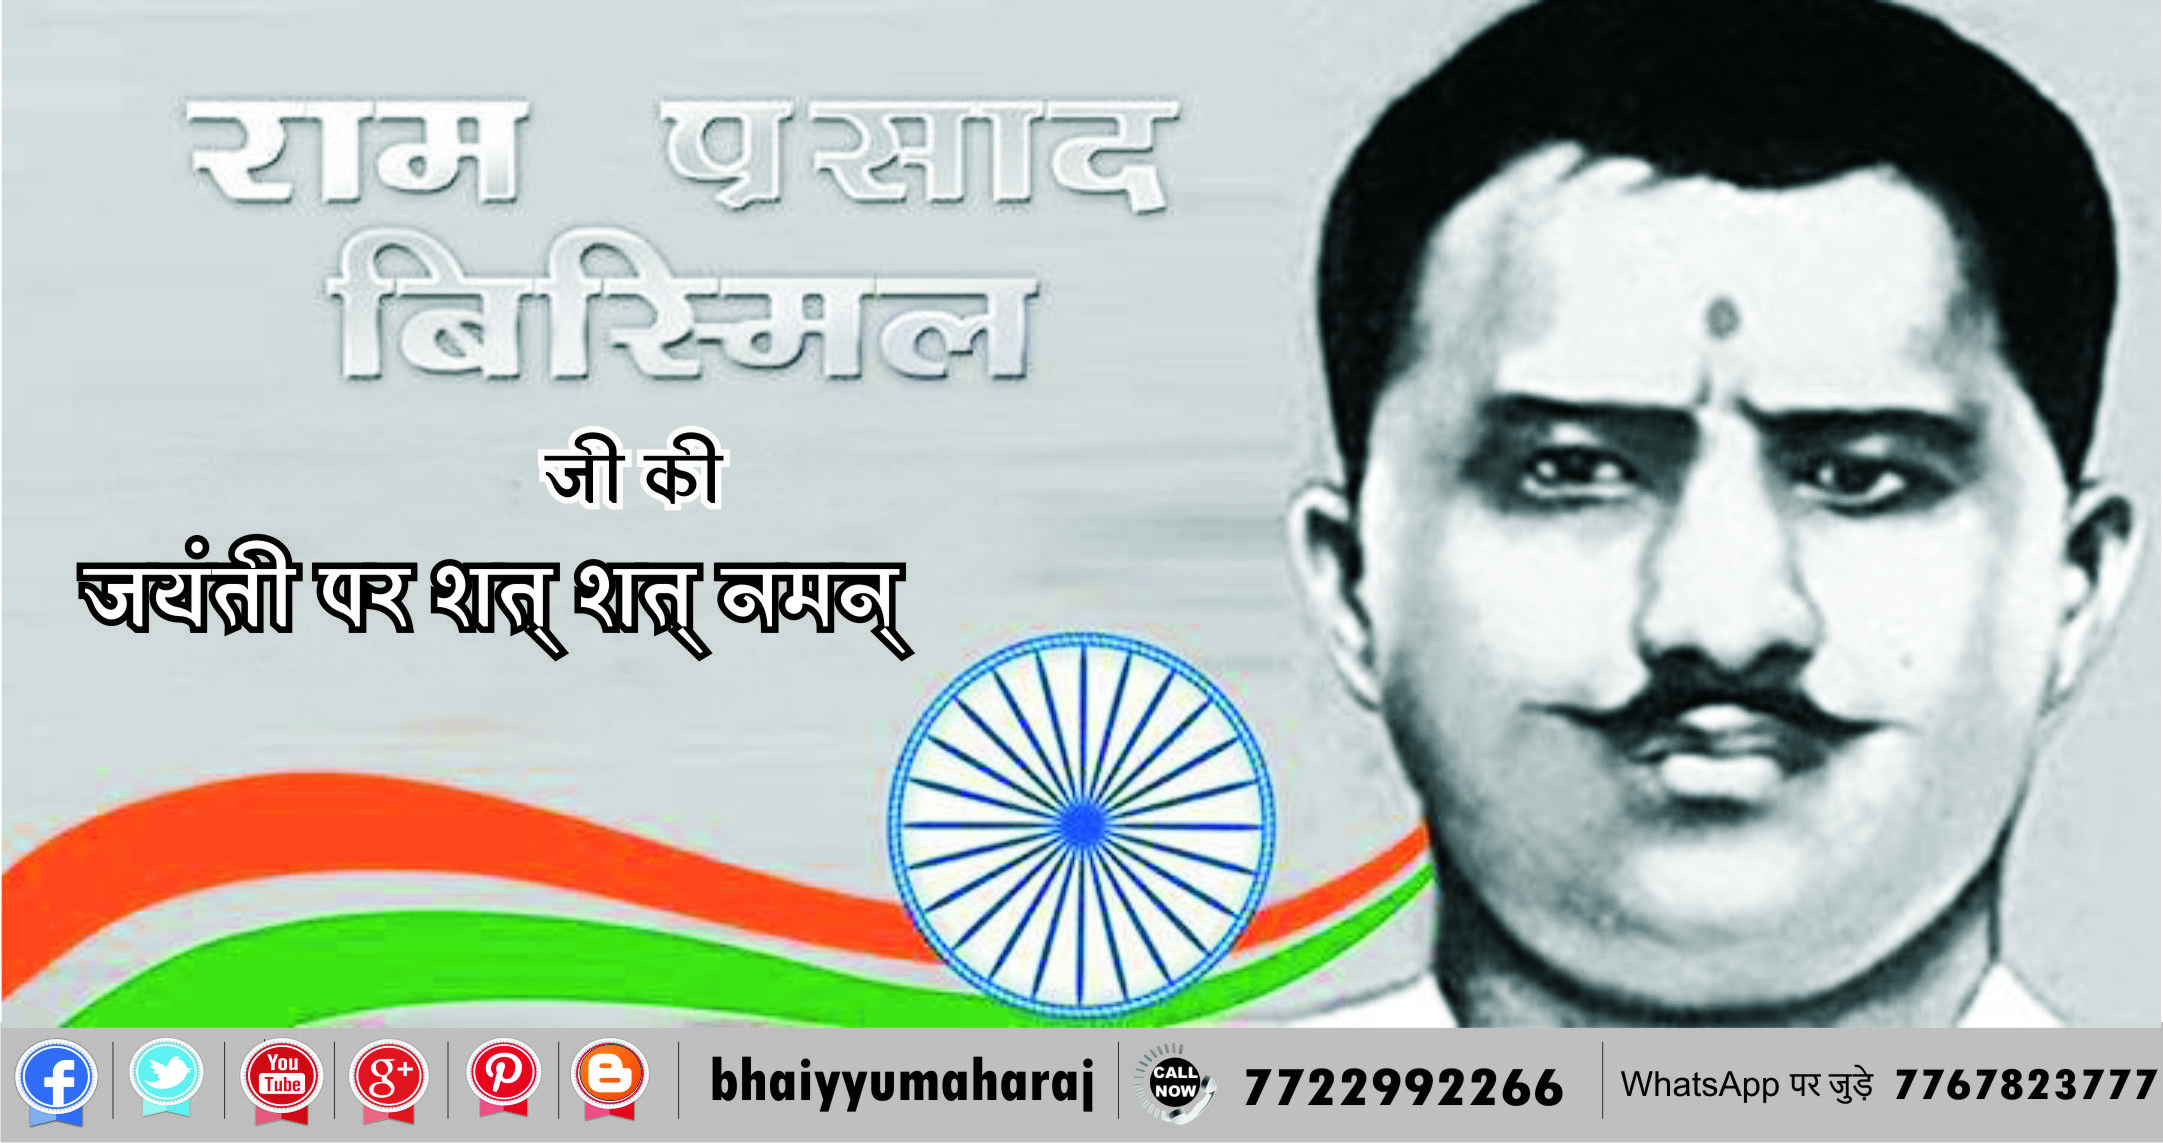 राम प्रसाद
बिस्मिल
जी की
जयंती पर शत् शत् नमन्
f You Tube g+ bhaiyyumaharaj CALL NOW 7722992266 WhatsApp पर जुड़े 7767823777